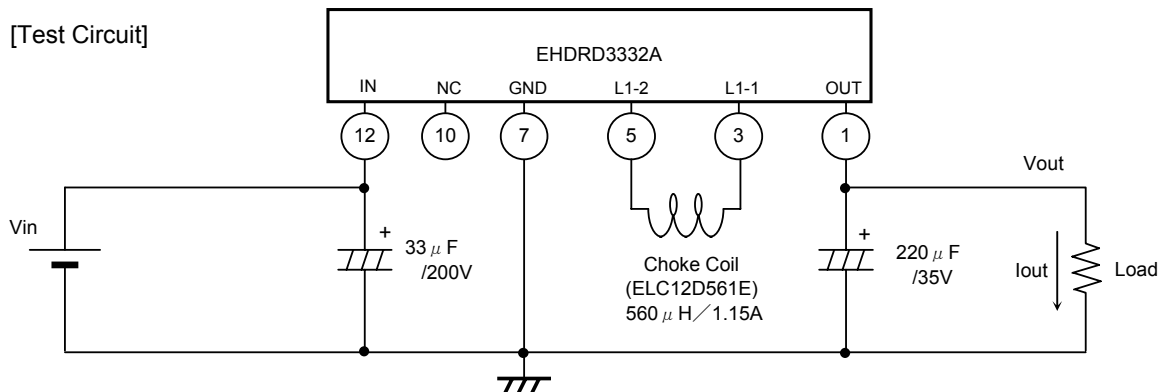 [Test Circuit]
EHDRD3332A
IN NC GND L1-2 L1-1 OUT
12 10 7 5 3 1
Vout
Vin
+
33μF
/200V
Choke Coil
(ELC12D561E)
560μH／1.15A
+
220μF
/35V
Iout
Load